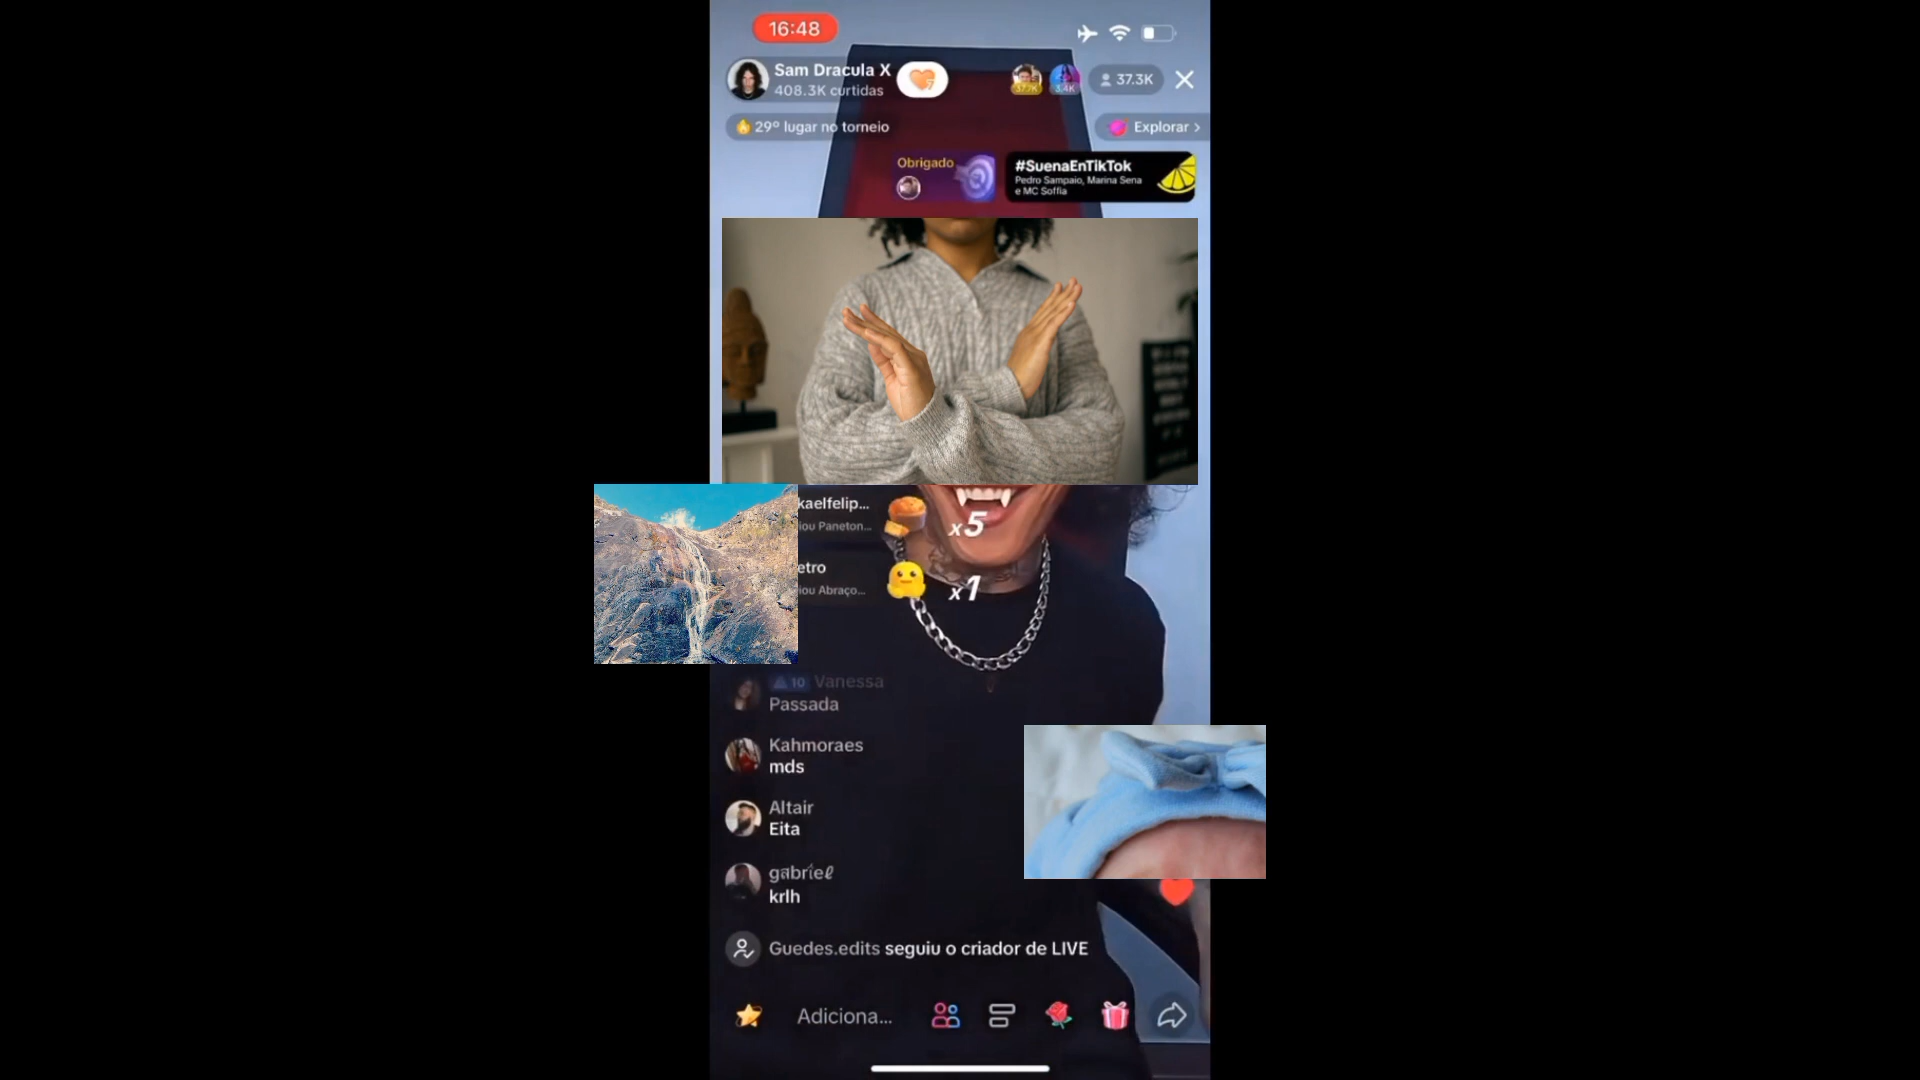 16:48
Sam Dracula X
408.3K curtidas
37.3K
29º lugar no torneio
Explorar >
Obrigado
#SuenaEnTikTok
Pedro Sampaio, Marina Sena
e MC Soffia
kaelfelip...
iou Paneton...
x5
etro
iou Abraço...
x1
10 Vanessa
Passada
Kahmoraes
mds
Altair
Eita
gabriel
krlh
Guedes.edits seguiu o criador de LIVE
Adiciona...